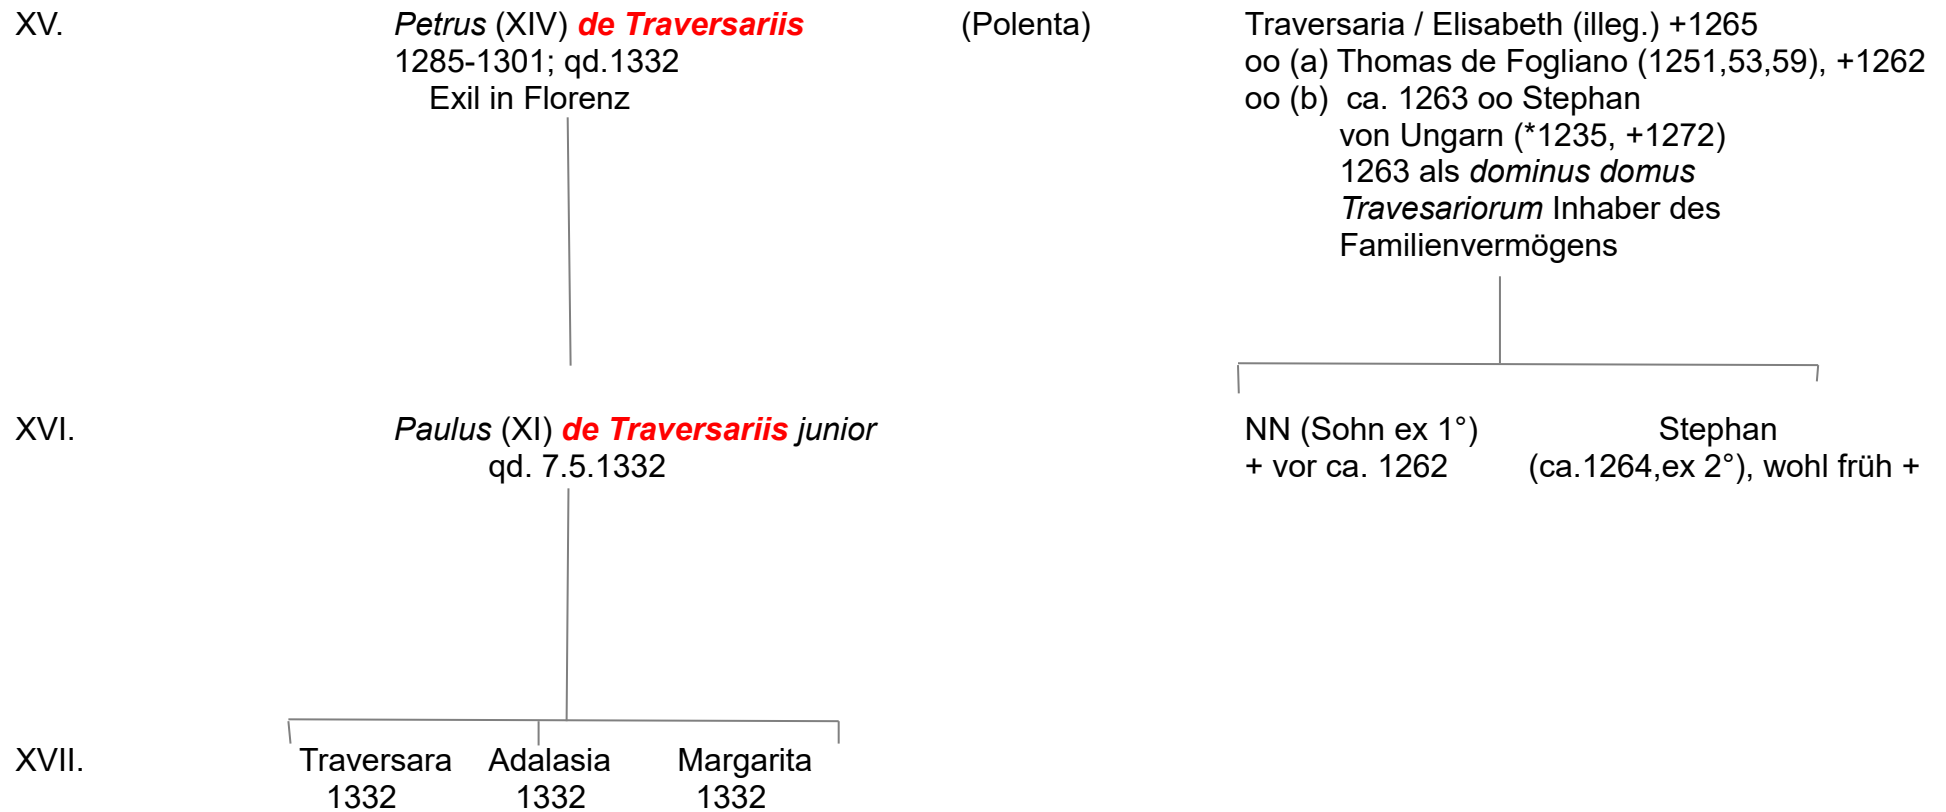 XV.
Petrus (XIV) de Traversariis
1285-1301; qd.1332
Exil in Florenz
(Polenta)
Traversaria / Elisabeth (illeg.) +1265
oo (a) Thomas de Fogliano (1251,53,59), +1262
oo (b) ca. 1263 oo Stephan
von Ungarn (*1235, +1272)
1263 als dominus domus
Travesariorum Inhaber des
Familienvermögens
XVI.
Paulus (XI) de Traversariis junior
qd. 7.5.1332
NN (Sohn ex 1°)
+ vor ca. 1262
Stephan
(ca.1264,ex 2°), wohl früh +
XVII.
Traversara
1332
Adalasia
1332
Margarita
1332